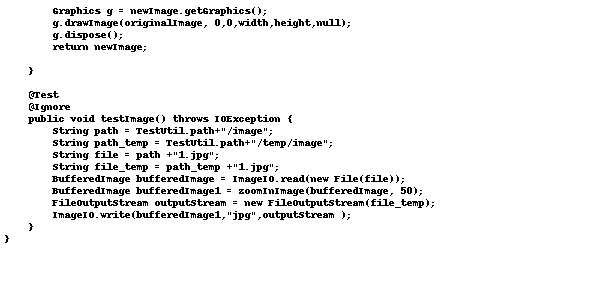 Graphics g = newImage.getGraphics();
        g.drawImage(originalImage, 0,0,width,height,null);
        g.dispose();
        return newImage;

    }

    @Test
    @Ignore
    public void testImage() throws IOException {
        String path = TestUtil.path+"/image";
        String path_temp = TestUtil.path+"/temp/image";
        String file = path +"1.jpg";
        String file_temp = path_temp +"1.jpg";
        BufferedImage bufferedImage = ImageIO.read(new File(file));
        BufferedImage bufferedImage1 = zoomInImage(bufferedImage, 50);
        FileOutputStream outputStream = new FileOutputStream(file_temp);
        ImageIO.write(bufferedImage1,"jpg",outputStream );
    }
}